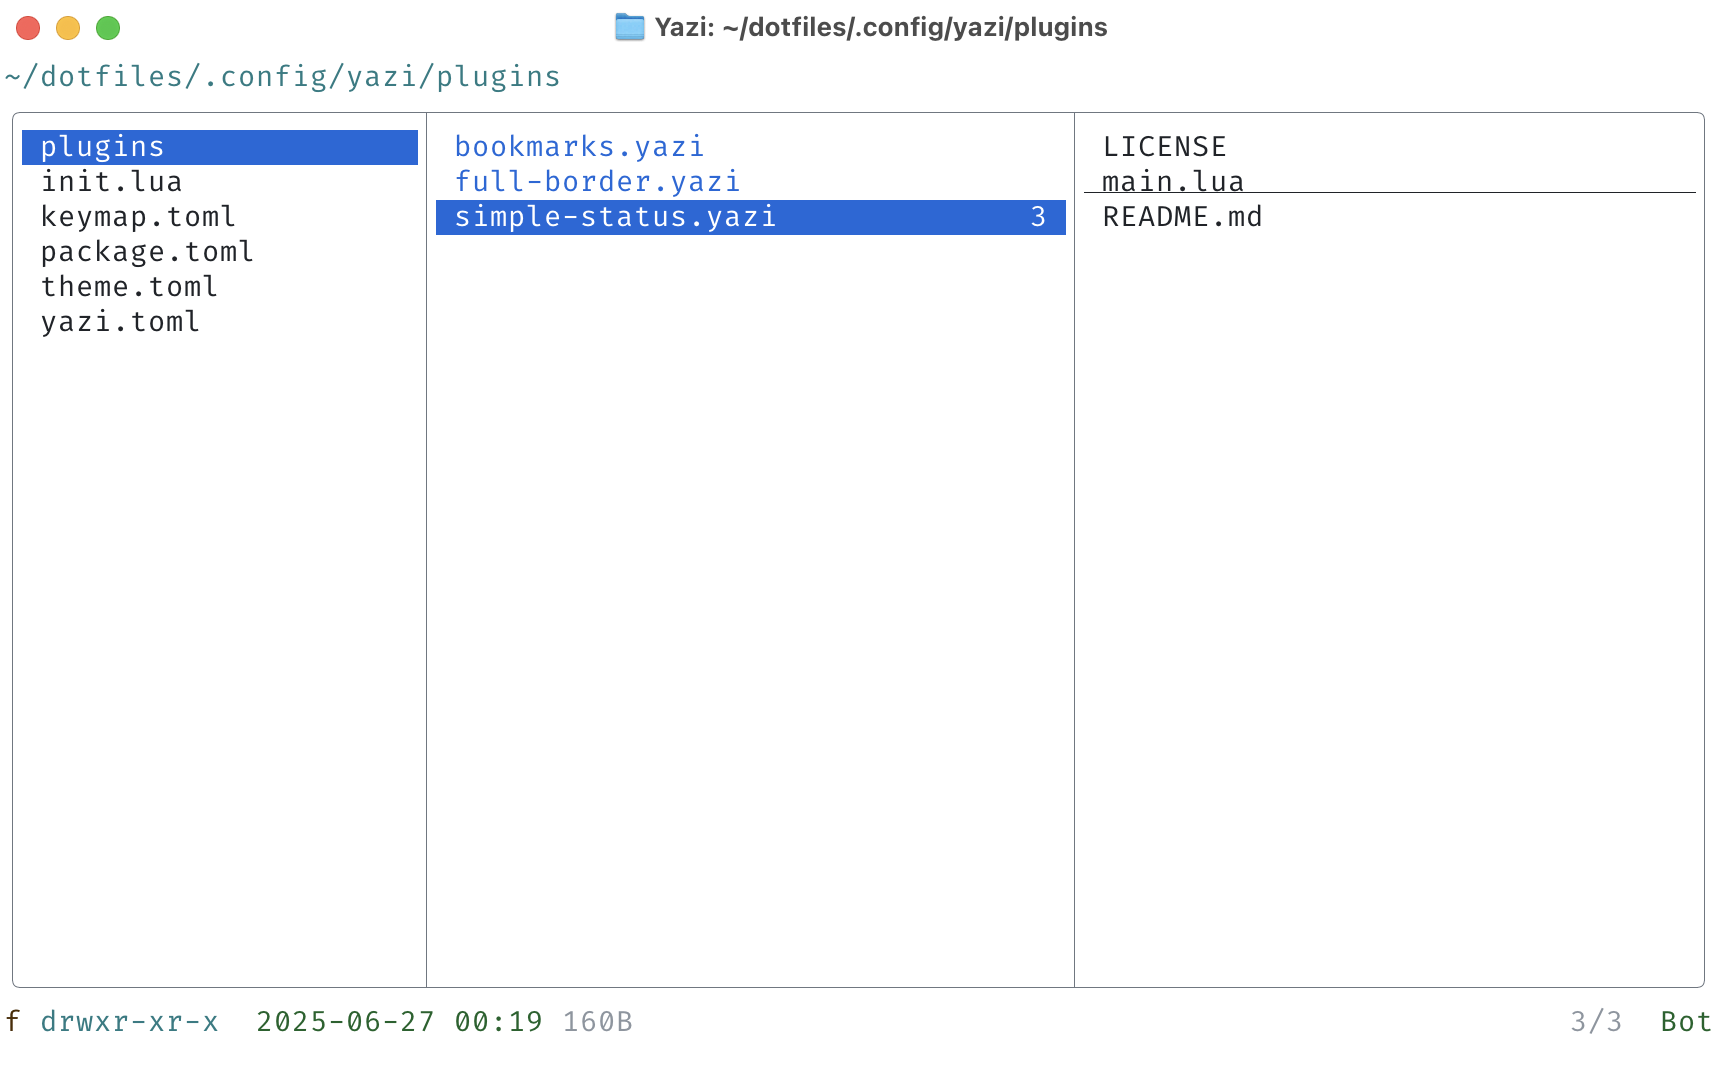 Yazi: ~/dotfiles/.config/yazi/plugins
~/dotfiles/.config/yazi/plugins
plugins
init.lua
keymap.toml
package.toml
theme.toml
yazi.toml
bookmarks.yazi
full-border.yazi
simple-status.yazi 3
LICENSE
main.lua
README.md
f drwxr-xr-x 2025-06-27 00:19 160B 3/3 Bot